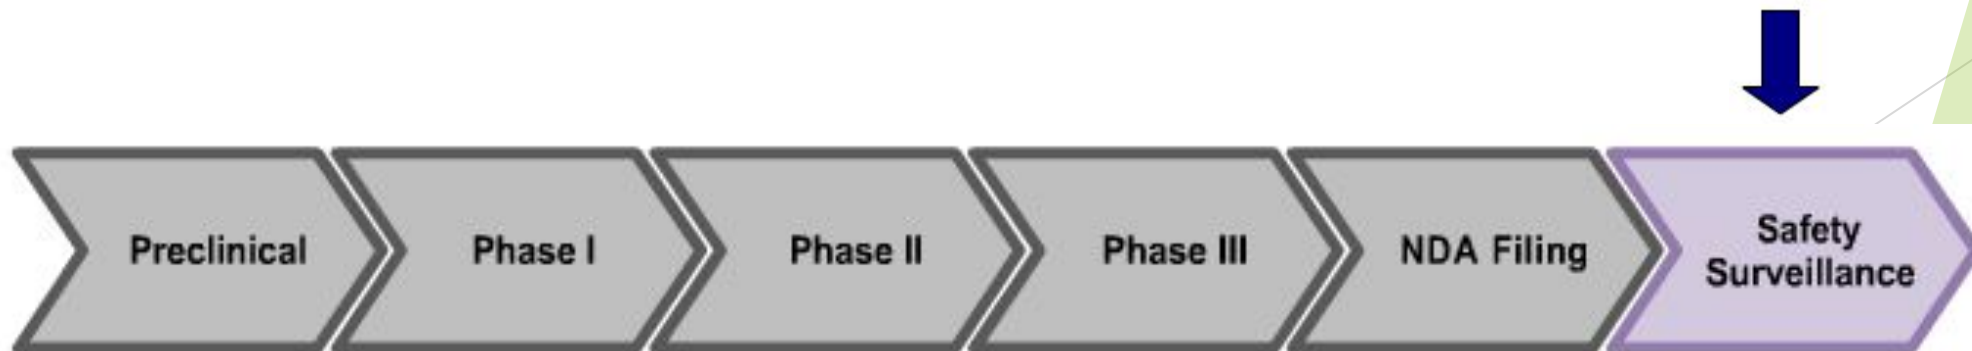 Preclinical
Phase I
Phase II
Phase III
NDA Filing
Safety
Surveillance